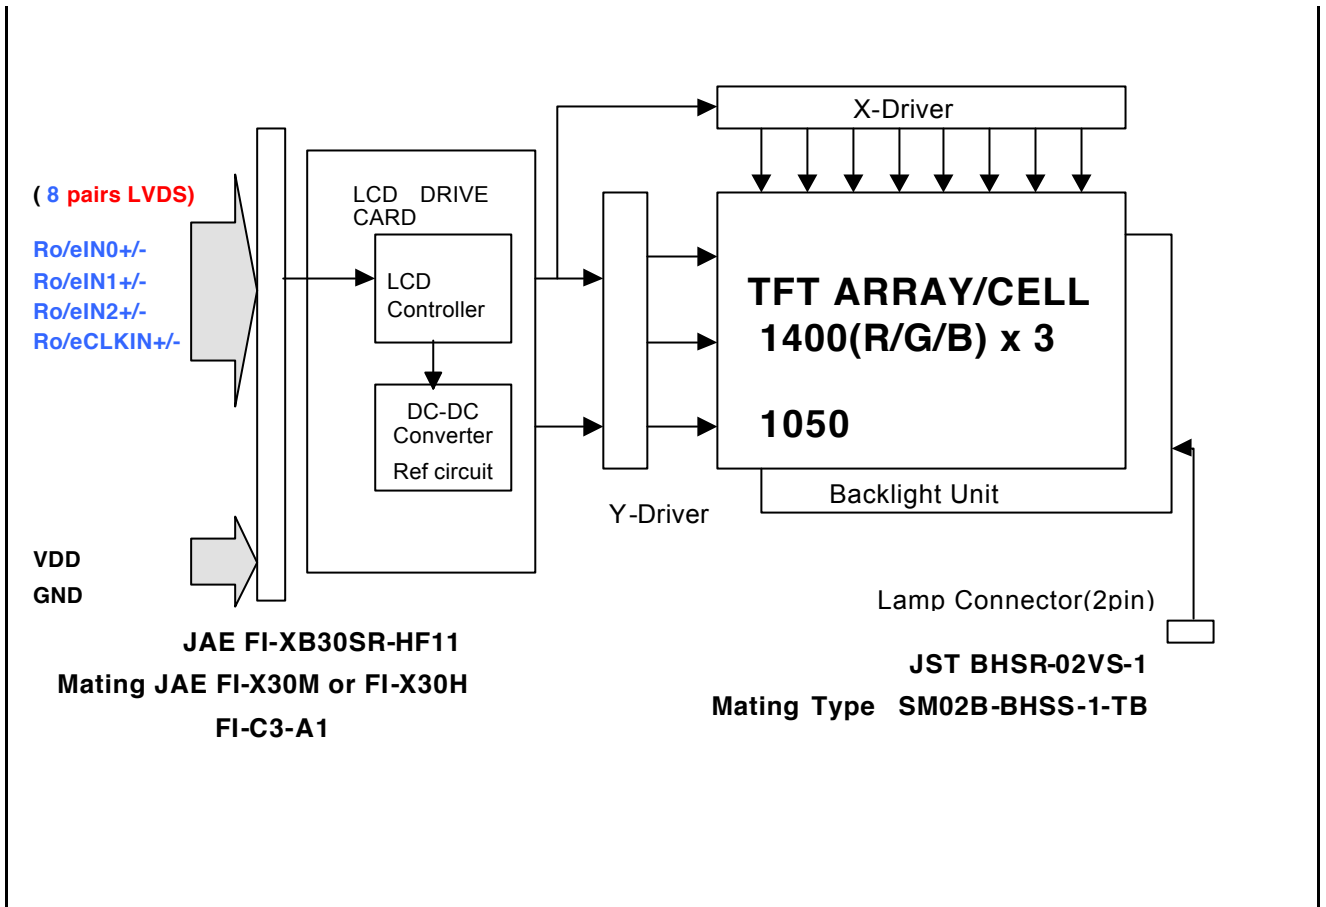 X-Driver
( 8 pairs LVDS)
Ro/eIN0+/-
Ro/eIN1+/-
Ro/eIN2+/-
Ro/eCLKIN+/-
LCD DRIVE
CARD
LCD
Controller
DC-DC
Converter
Ref circuit
TFT ARRAY/CELL
1400(R/G/B) x 3
1050
Backlight Unit
Y-Driver
VDD
GND
Lamp Connector(2pin)
JAE FI-XB30SR-HF11
Mating JAE FI-X30M or FI-X30H
FI-C3-A1
JST BHSR-02VS-1
Mating Type SM02B-BHSS-1-TB